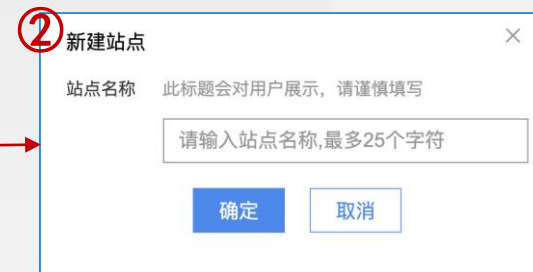 ②
新建站点
站点名称 此标题会对用户展示，请谨慎填写
请输入站点名称,最多25个字符
确定 取消